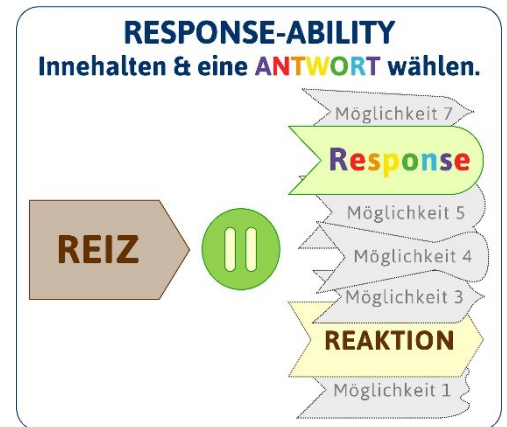 RESPONSE-ABILITY
Innehalten & eine ANTWORT wählen.
Möglichkeit 7
Response
Möglichkeit 5
REIZ
Möglichkeit 4
Möglichkeit 3
REAKTION
Möglichkeit 1